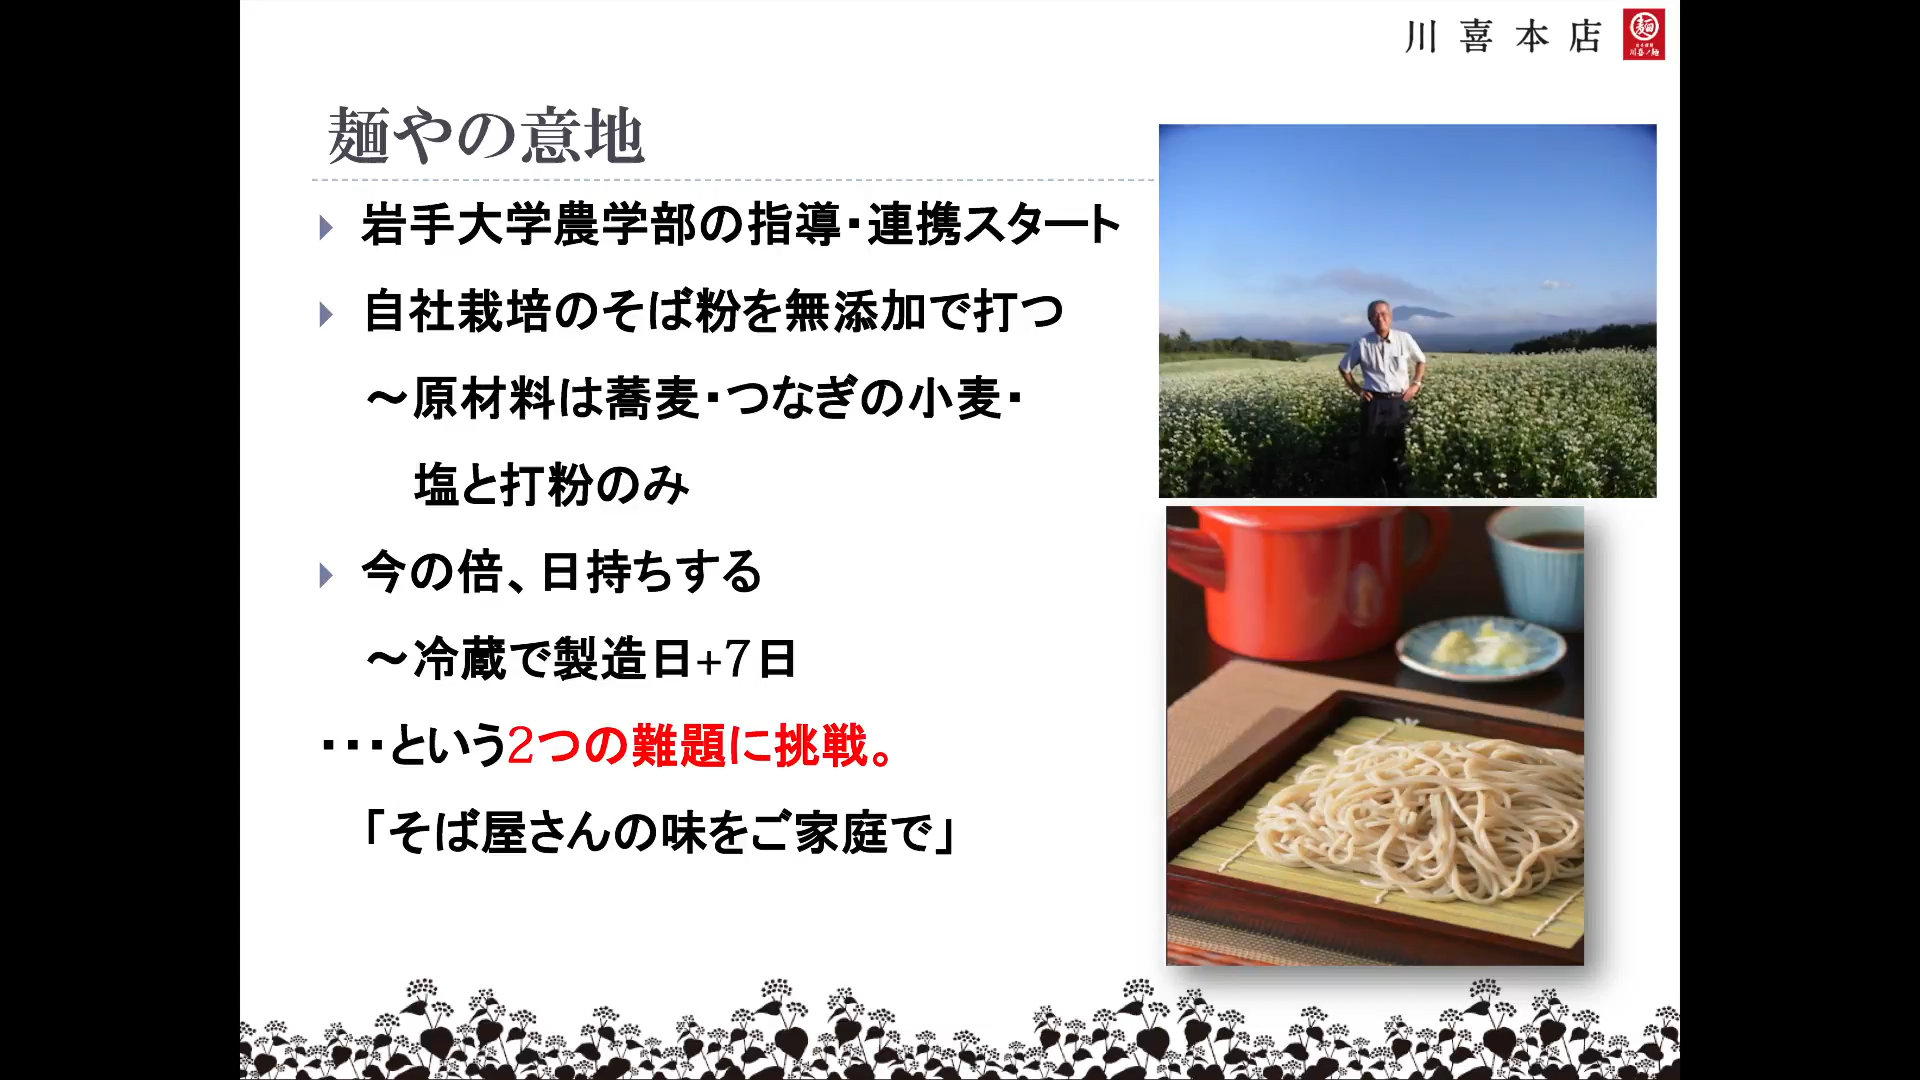 川喜本店
麺
川喜ノ麺
麺やの意地
岩手大学農学部の指導・連携スタート
自社栽培のそば粉を無添加で打つ
～原材料は蕎麦・つなぎの小麦・
塩と打粉のみ
今の倍、日持ちする
～冷蔵で製造日+7日
・・・という2つの難題に挑戦。
「そば屋さんの味をご家庭で」